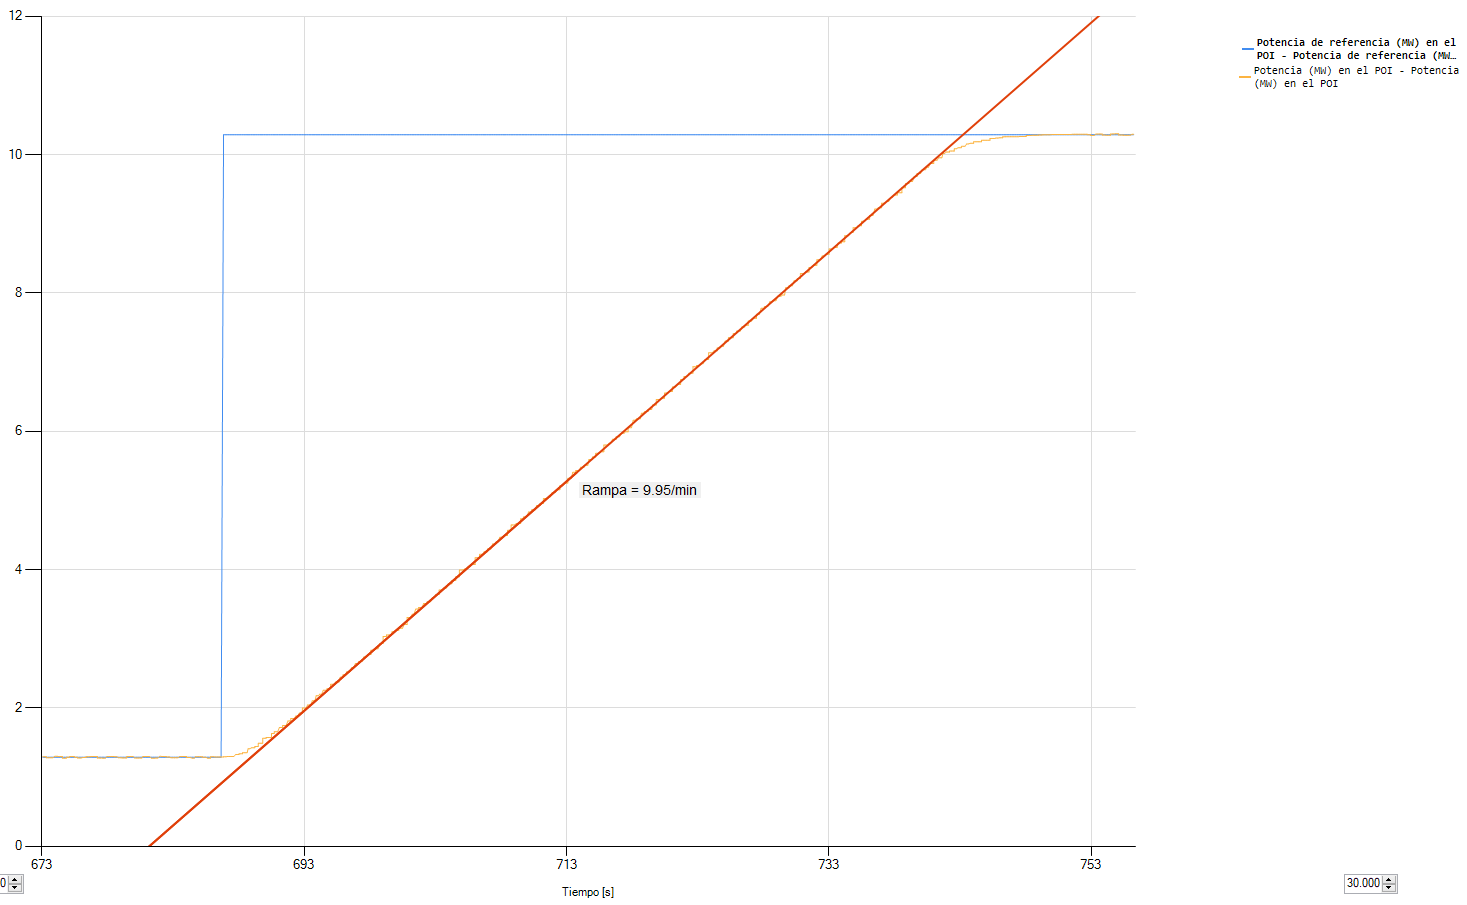 12
10
8
6
4
2
0
673
693
713
733
753
Tiempo [s]
Rampa = 9.95/min
Potencia de referencia (MW) en el
POI - Potencia de referencia (MW…
Potencia (MW) en el POI - Potencia
(MW) en el POI
0
30.000